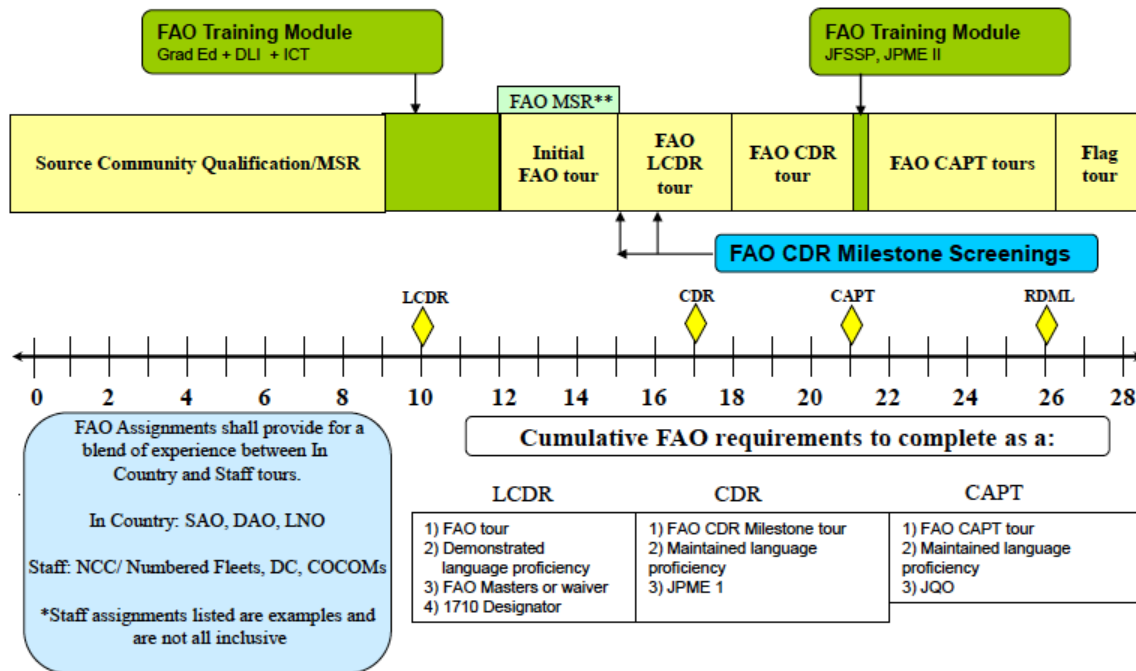 FAO Training Module
Grad Ed + DLI + ICT
FAO Training Module
JFSSP, JPME II
FAO MSR**
Source Community Qualification/MSR
Initial
FAO tour
FAO
LCDR
tour
FAO CDR
tour
FAO CAPT tours
Flag
tour
FAO CDR Milestone Screenings
LCDR
CDR
CAPT
RDML
0 2 4 6 8 10 12 14 16 18 20 22 24 26 28
FAO Assignments shall provide for a
blend of experience between In
Country and Staff tours.
In Country: SAO, DAO, LNO
Staff: NCC/ Numbered Fleets, DC, COCOMs
*Staff assignments listed are examples and
are not all inclusive
Cumulative FAO requirements to complete as a:
LCDR
1) FAO tour
2) Demonstrated
language proficiency
3) FAO Masters or waiver
4) 1710 Designator
CDR
1) FAO CDR Milestone tour
2) Maintained language
proficiency
3) JPME 1
CAPT
1) FAO CAPT tour
2) Maintained language
proficiency
3) JQO